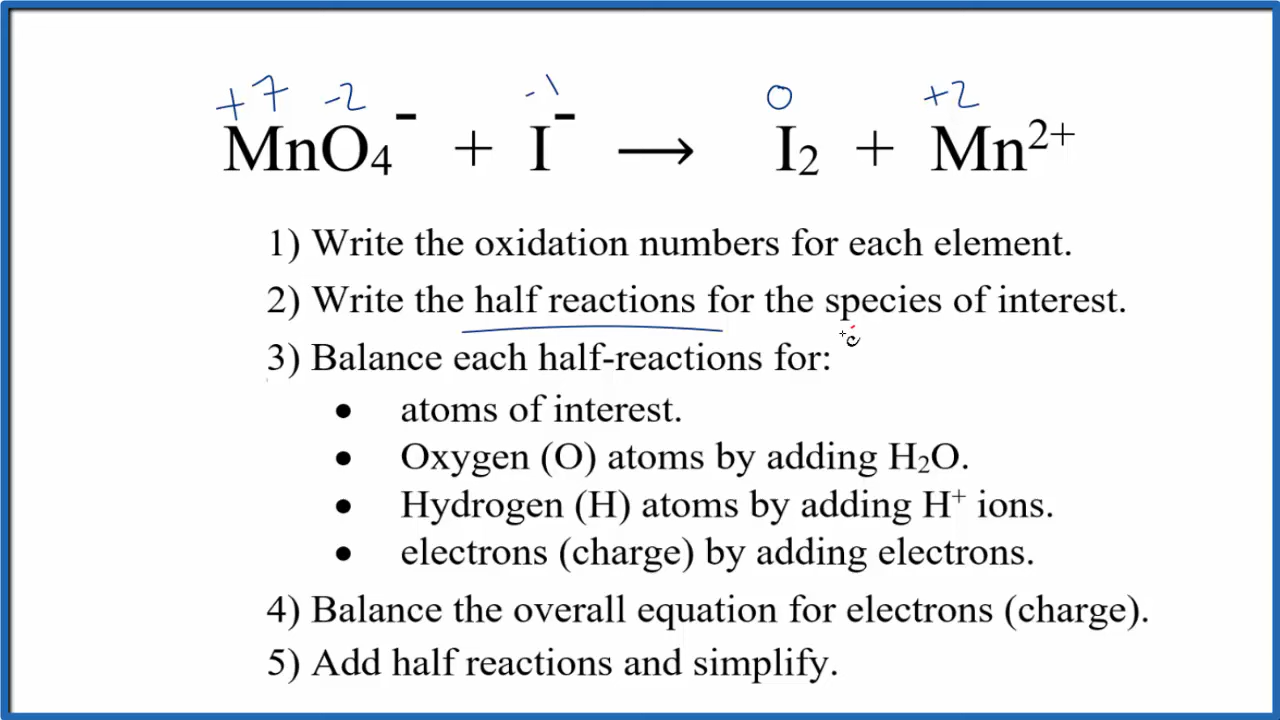 +7 -2 -1 0 +2
MnO₄⁻ + I⁻ ⟶ I₂ + Mn²⁺
1) Write the oxidation numbers for each element.
2) Write the half reactions for the species of interest.
3) Balance each half-reactions for:
• atoms of interest.
• Oxygen (O) atoms by adding H₂O.
• Hydrogen (H) atoms by adding H⁺ ions.
• electrons (charge) by adding electrons.
4) Balance the overall equation for electrons (charge).
5) Add half reactions and simplify.